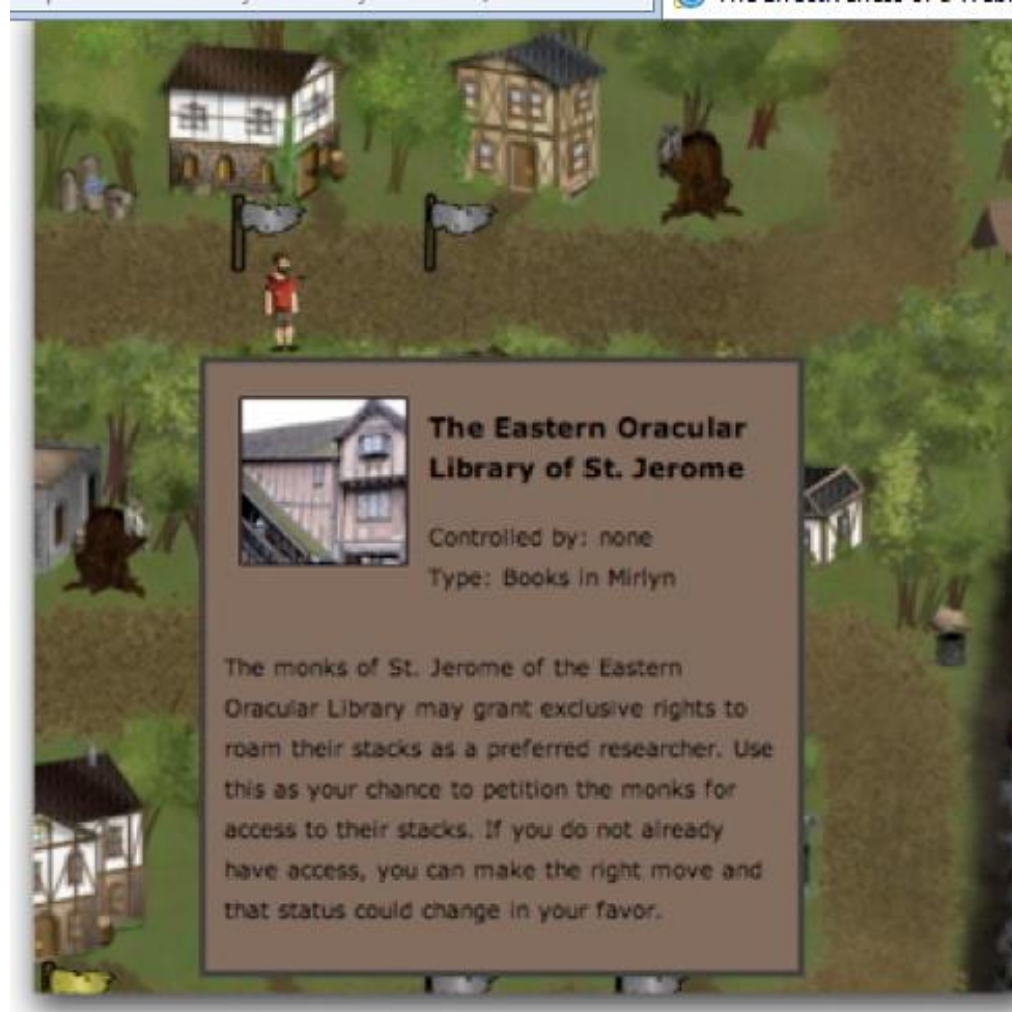 The Eastern Oracular
Library of St. Jerome
Controlled by: none
Type: Books in Mirlyn
The monks of St. Jerome of the Eastern
Oracular Library may grant exclusive rights to
roam their stacks as a preferred researcher. Use
this as your chance to petition the monks for
access to their stacks. If you do not already
have access, you can make the right move and
that status could change in your favor.